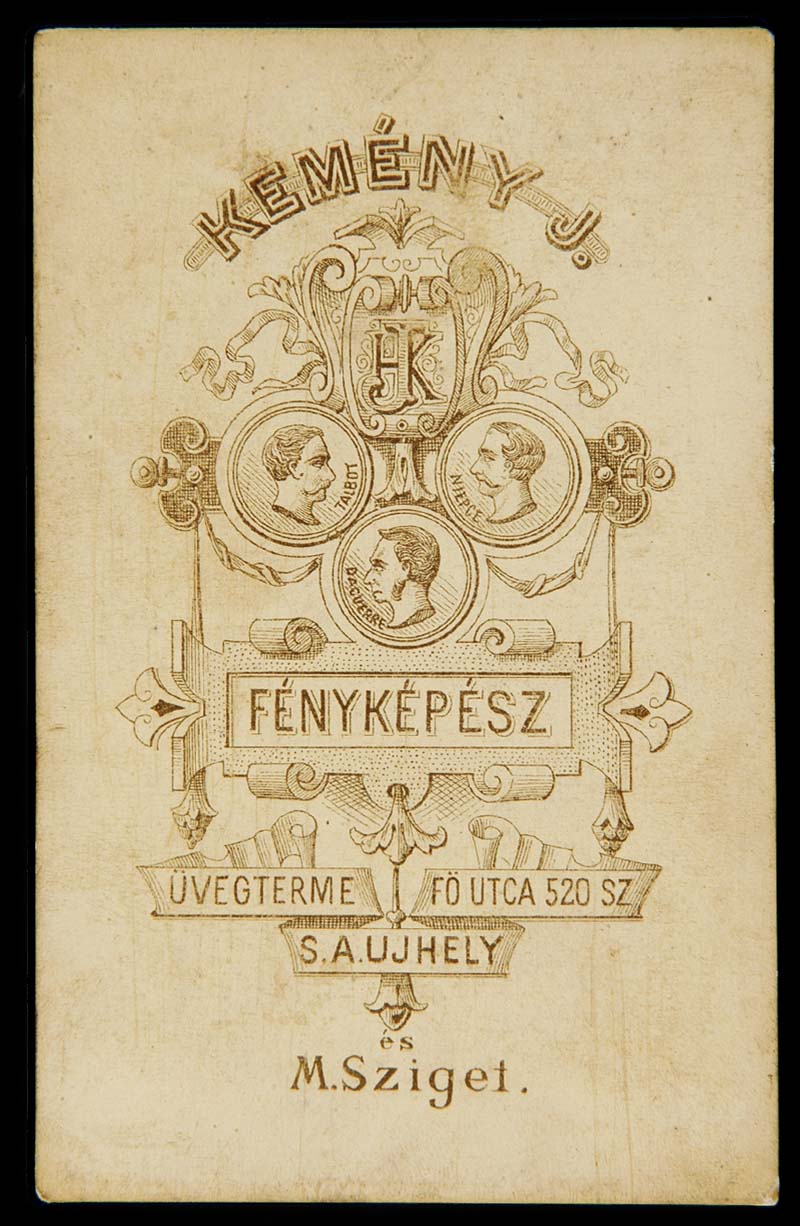 KEMÉNY J.
JK
TALBOT
NIEPCE
DAGUERRE
FÉNYKÉPÉSZ
ÜVEGTERME
FÖ UTCA 520 SZ
S.A.UJHELY
és
M.Sziget.